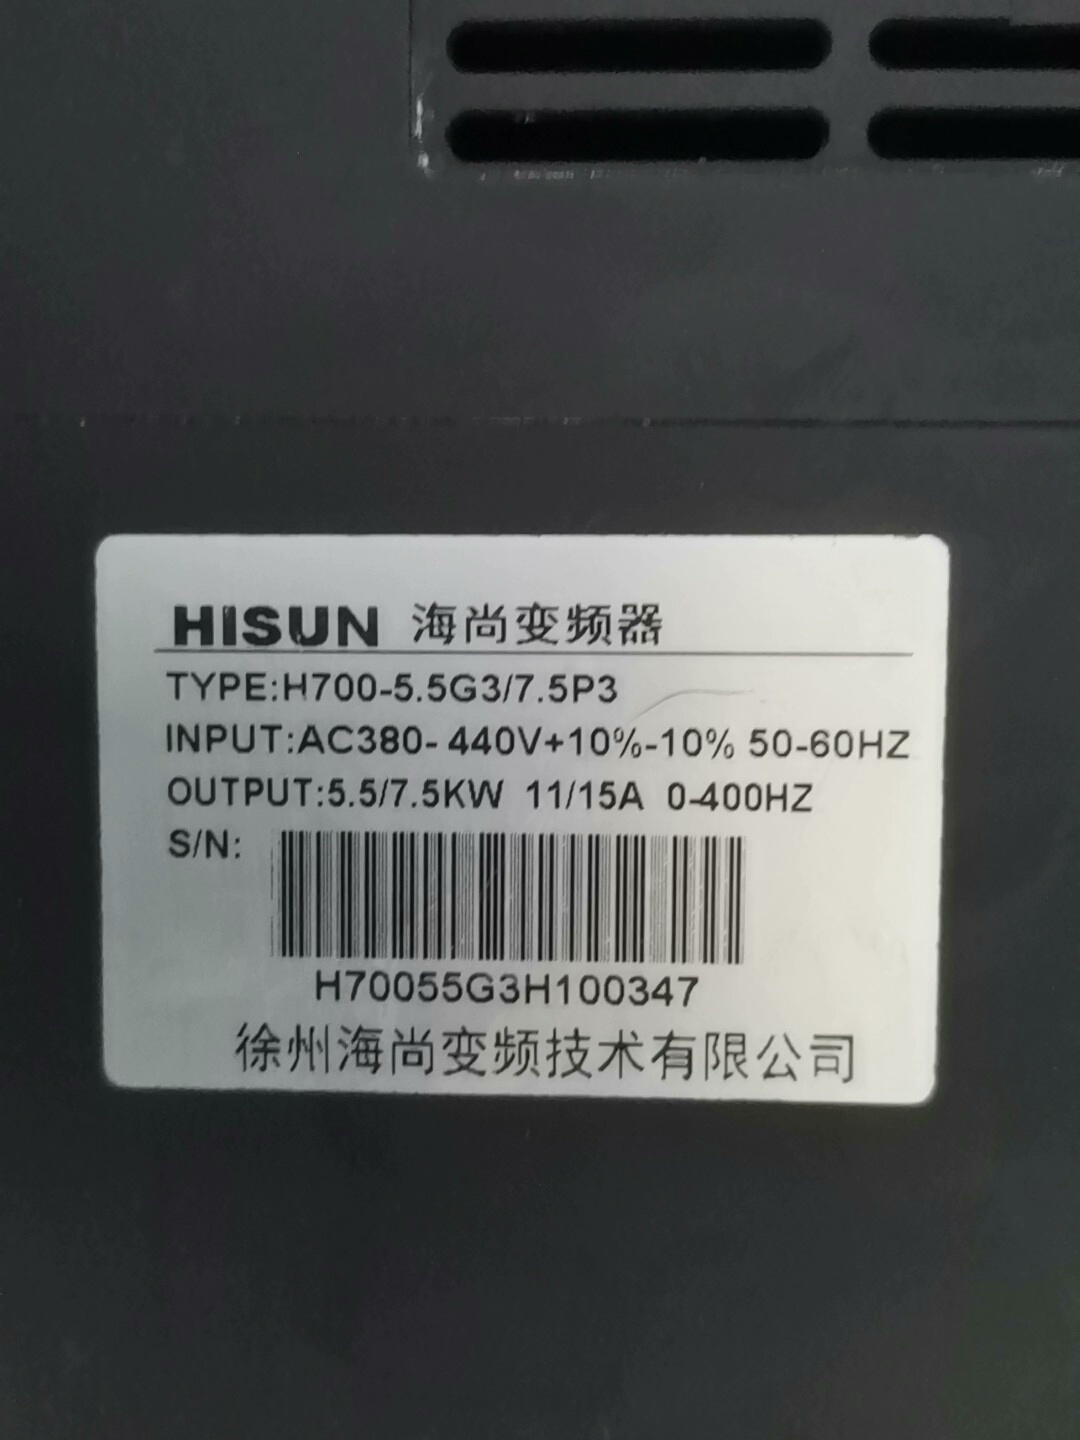 HISUN 海尚变频器
TYPE:H700-5.5G3/7.5P3
INPUT:AC380-440V+10%-10% 50-60HZ
OUTPUT:5.5/7.5KW 11/15A 0-400HZ
S/N:
H70055G3H100347
徐州海尚变频技术有限公司